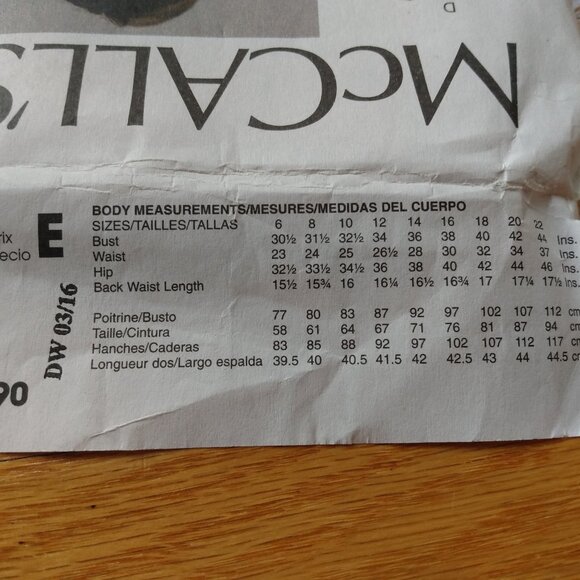 D
McCALL'S
rix
ecio
E
DW 03/16
90
BODY MEASUREMENTS/MESURES/MEDIDAS DEL CUERPO
SIZES/TAILLES/TALLAS 6 8 10 12 14 16 18 20 22
Bust 30½ 31½ 32½ 34 36 38 40 42 44 Ins.
Waist 23 24 25 26½ 28 30 32 34 37 Ins.
Hip 32½ 33½ 34½ 36 38 40 42 44 46 Ins.
Back Waist Length 15½ 15¾ 16 16¼ 16½ 16¾ 17 17¼ 17½ Ins.
Poitrine/Busto 77 80 83 87 92 97 102 107 112 cm
Taille/Cintura 58 61 64 67 71 76 81 87 94 cm
Hanches/Caderas 83 85 88 92 97 102 107 112 117 c
Longueur dos/Largo espalda 39.5 40 40.5 41.5 42 42.5 43 44 44.5 c